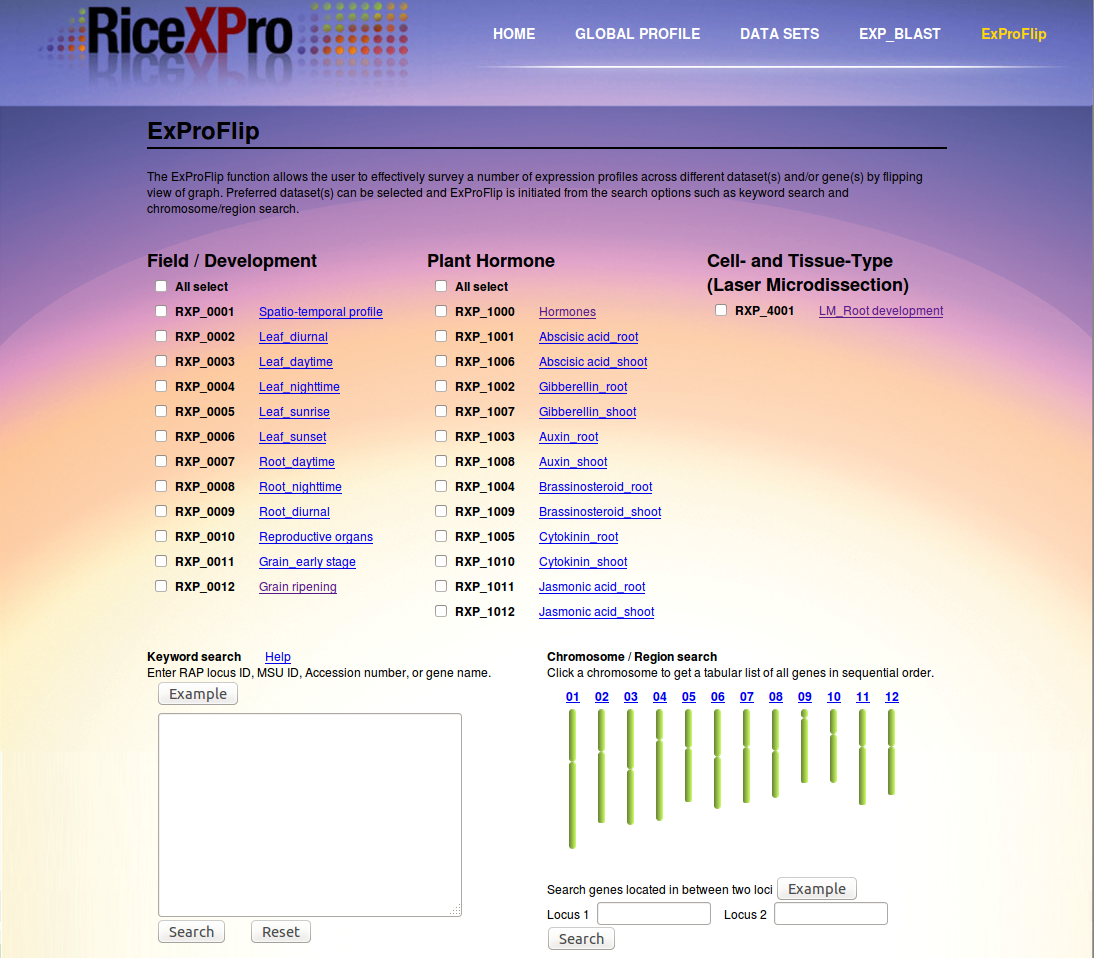 RiceXPro
HOME GLOBAL PROFILE DATA SETS EXP_BLAST ExProFlip
ExProFlip
The ExProFlip function allows the user to effectively survey a number of expression profiles across different dataset(s) and/or gene(s) by flipping
view of graph. Preferred dataset(s) can be selected and ExProFlip is initiated from the search options such as keyword search and
chromosome/region search.
Field / Development
All select
RXP_0001 Spatio-temporal profile
RXP_0002 Leaf_diurnal
RXP_0003 Leaf_daytime
RXP_0004 Leaf_nighttime
RXP_0005 Leaf_sunrise
RXP_0006 Leaf_sunset
RXP_0007 Root_daytime
RXP_0008 Root_nighttime
RXP_0009 Root_diurnal
RXP_0010 Reproductive organs
RXP_0011 Grain_early stage
RXP_0012 Grain ripening
Plant Hormone
All select
RXP_1000 Hormones
RXP_1001 Abscisic acid_root
RXP_1006 Abscisic acid_shoot
RXP_1002 Gibberellin_root
RXP_1007 Gibberellin_shoot
RXP_1003 Auxin_root
RXP_1008 Auxin_shoot
RXP_1004 Brassinosteroid_root
RXP_1009 Brassinosteroid_shoot
RXP_1005 Cytokinin_root
RXP_1010 Cytokinin_shoot
RXP_1011 Jasmonic acid_root
RXP_1012 Jasmonic acid_shoot
Cell- and Tissue-Type
(Laser Microdissection)
RXP_4001 LM_Root development
Keyword search Help
Enter RAP locus ID, MSU ID, Accession number, or gene name.
Example
Search Reset
Chromosome / Region search
Click a chromosome to get a tabular list of all genes in sequential order.
01 02 03 04 05 06 07 08 09 10 11 12
Search genes located in between two loci Example
Locus 1 Locus 2
Search